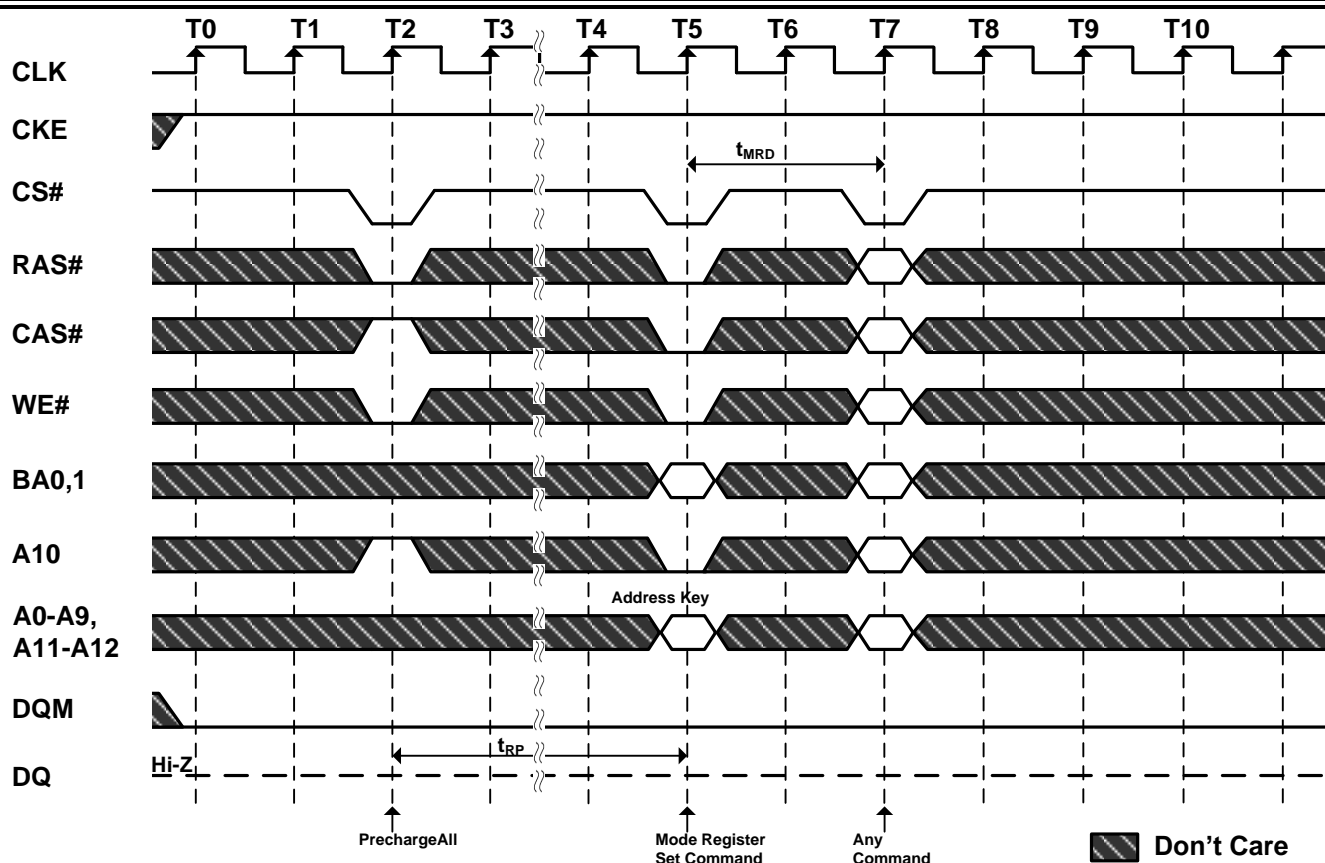 T0 T1 T2 T3 T4 T5 T6 T7 T8 T9 T10
CLK
CKE
tMRD
CS#
RAS#
CAS#
WE#
BA0,1
A10
Address Key
A0-A9,
A11-A12
DQM
tRP
Hi-Z
DQ
PrechargeAll
Mode Register
Set Command
Any
Command
Don't Care